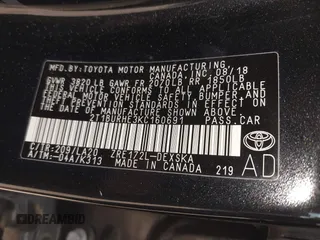 MFD. BY: TOYOTA MOTOR MANUFACTURING
CANADA, INC. 08/18
GVWR 3820 LB GAWR FR 2050LB RR 1850LB
THIS VEHICLE CONFORMS TO ALL APPLICABLE
FEDERAL MOTOR VEHICLE SAFETY, BUMPER,
AND THEFT PREVENTION STANDARDS IN EFFECT ON
THE DATE OF MANUFACTURE SHOWN ABOVE.
2T1BURHE3KC160691 PASS.CAR
C/TR: 209/LA20 ZRE172L-DEXSKA
A/TM: -04A/K313 MADE IN CANADA 219
AD
DREAMBID